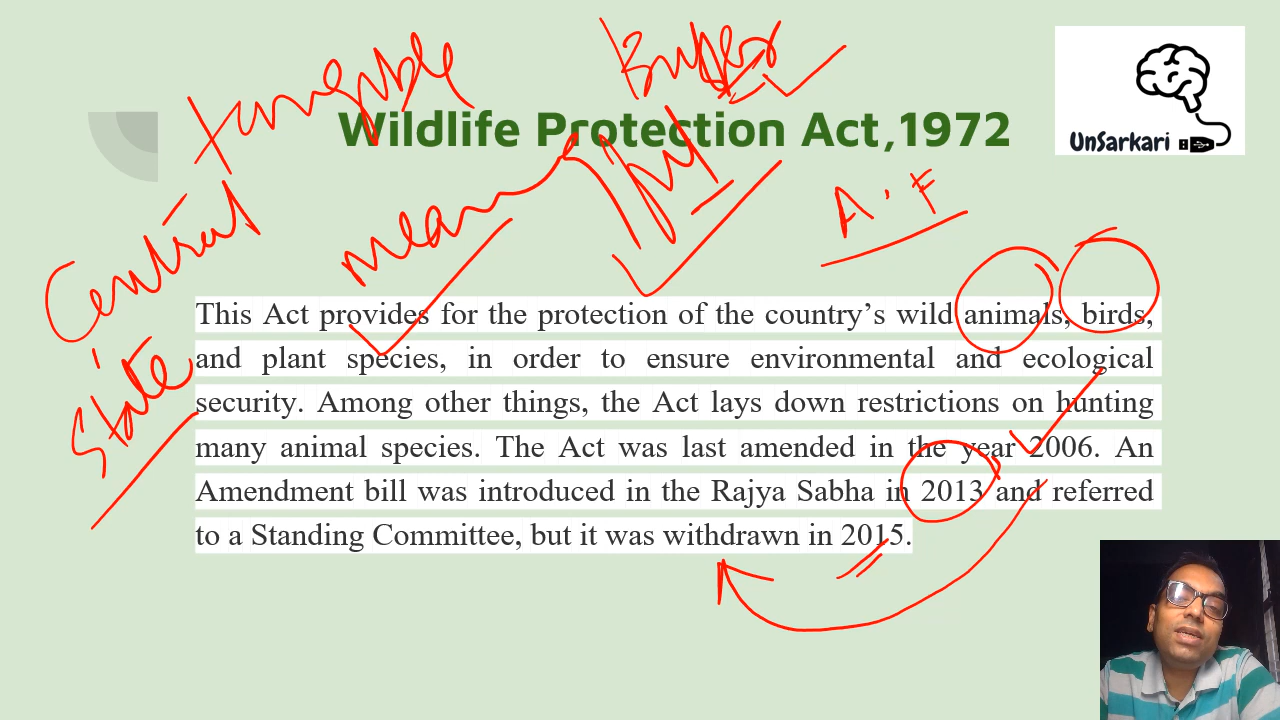 tangible
Buffer
Wildlife Protection Act,1972
UnSarkari
A.F
Central
State
This Act provides for the protection of the country's wild animals, birds,
and plant species, in order to ensure environmental and ecological
security. Among other things, the Act lays down restrictions on hunting
many animal species. The Act was last amended in the year 2006. An
Amendment bill was introduced in the Rajya Sabha in 2013 and referred
to a Standing Committee, but it was withdrawn in 2015.